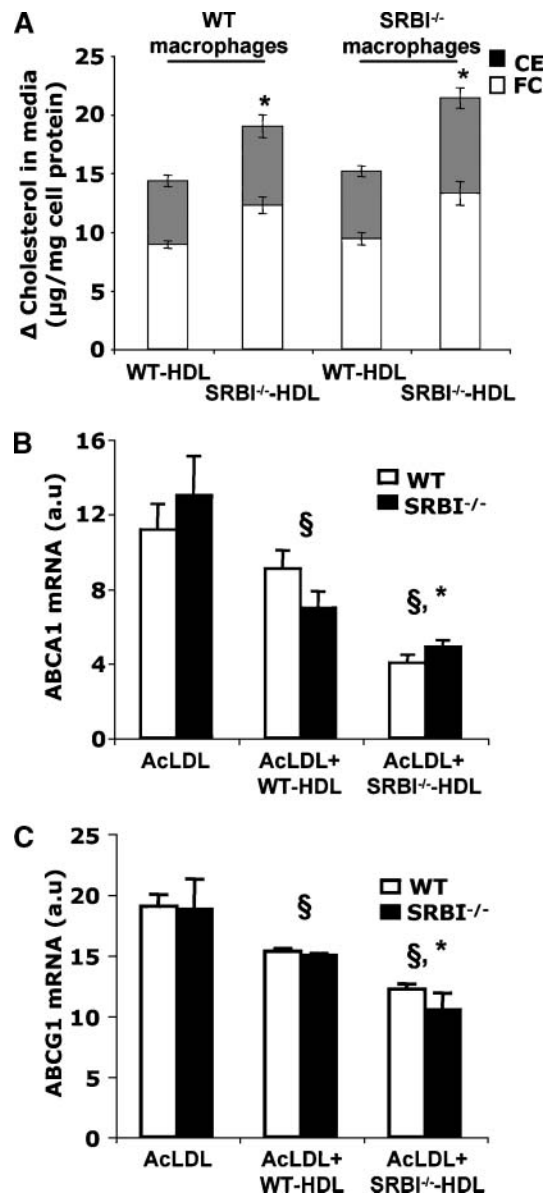 A
WT
macrophages
SRBI-/-
macrophages
CE
FC
Δ Cholesterol in media
(µg/mg cell protein)
25
20
15
10
5
0
*
*
WT-HDL
SRBI-/--HDL
WT-HDL
SRBI-/--HDL
B
ABCA1 mRNA (a.u)
16
12
8
4
0
WT
SRBI-/-
§
§, *
AcLDL
AcLDL+
WT-HDL
AcLDL+
SRBI-/--HDL
C
ABCG1 mRNA (a.u)
25
20
15
10
5
0
WT
SRBI-/-
§
§, *
AcLDL
AcLDL+
WT-HDL
AcLDL+
SRBI-/--HDL